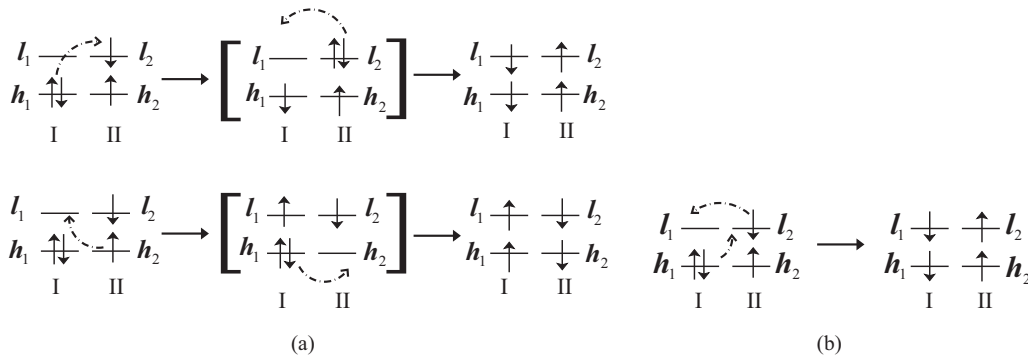 l1 l2 l1 l2 l1 l2
h1 h2 h1 h2 h1 h2
I II I II I II
l1 l2 l1 l2 l1 l2 l1 l2 l1 l2
h1 h2 h1 h2 h1 h2 h1 h2 h1 h2
I II I II I II I II I II
(a) (b)